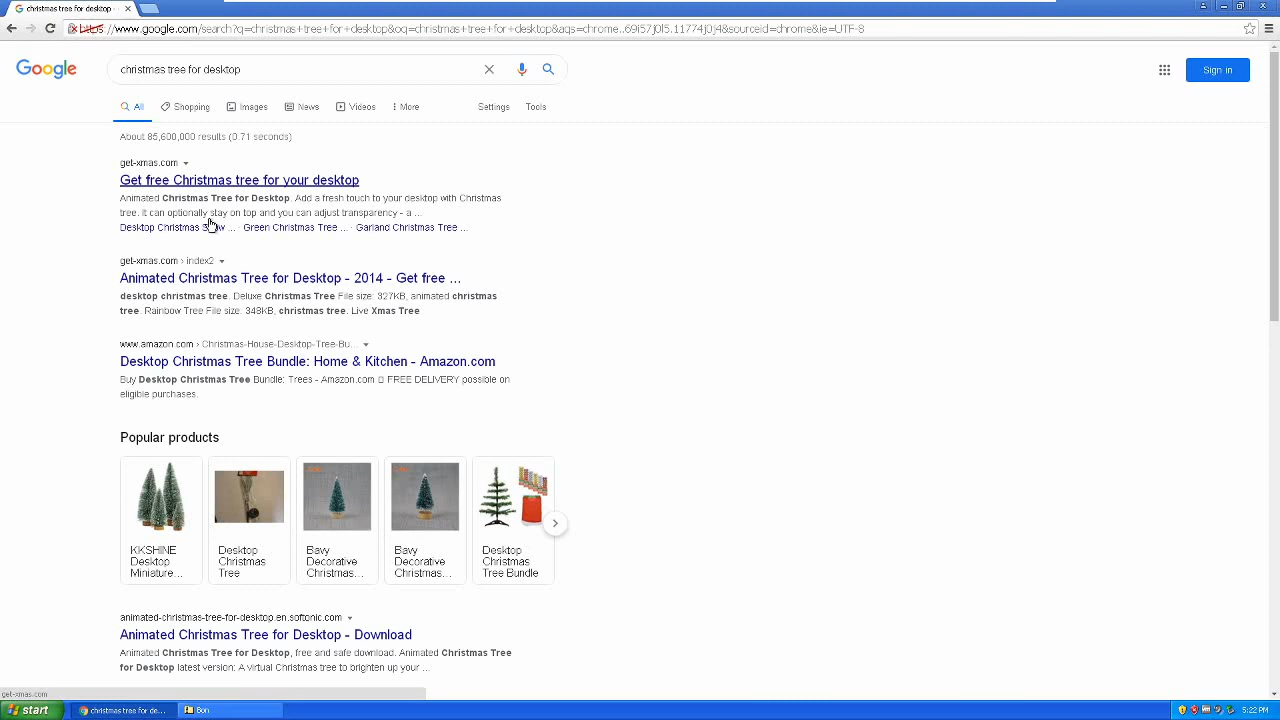 christmas tree for desktop -
https://www.google.com/search?q=christmas+tree+for+desktop&oq=christmas+tree+for+desktop&aqs=chrome..69i57j0l5.11774j0j4&sourceid=chrome&ie=UTF-8
Google
christmas tree for desktop
Sign in
All Shopping Images News Videos More Settings Tools
About 85,600,000 results (0.71 seconds)
get-xmas.com
Get free Christmas tree for your desktop
Animated Christmas Tree for Desktop. Add a fresh touch to your desktop with Christmas
tree. It can optionally stay on top and you can adjust transparency - a ...
Desktop Christmas ... · Green Christmas Tree ... · Garland Christmas Tree ...
get-xmas.com › index2
Animated Christmas Tree for Desktop - 2014 - Get free ...
desktop christmas tree. Deluxe Christmas Tree File size: 327KB, animated christmas
tree. Rainbow Tree File size: 348KB, christmas tree. Live Xmas Tree
www.amazon.com › Christmas-House-Desktop-Tree-Bu...
Desktop Christmas Tree Bundle: Home & Kitchen - Amazon.com
Buy Desktop Christmas Tree Bundle: Trees - Amazon.com ▯ FREE DELIVERY possible on
eligible purchases.
Popular products
KKSHINE
Desktop
Miniature...
Desktop
Christmas
Tree
Bavy
Decorative
Christmas...
Bavy
Decorative
Christmas...
Desktop
Christmas
Tree Bundle
animated-christmas-tree-for-desktop.en.softonic.com
Animated Christmas Tree for Desktop - Download
Animated Christmas Tree for Desktop, free and safe download. Animated Christmas Tree
for Desktop latest version: A virtual Christmas tree to brighten up your ...
get-xmas.com
start
christmas tree for de...
Bon
5:22 PM